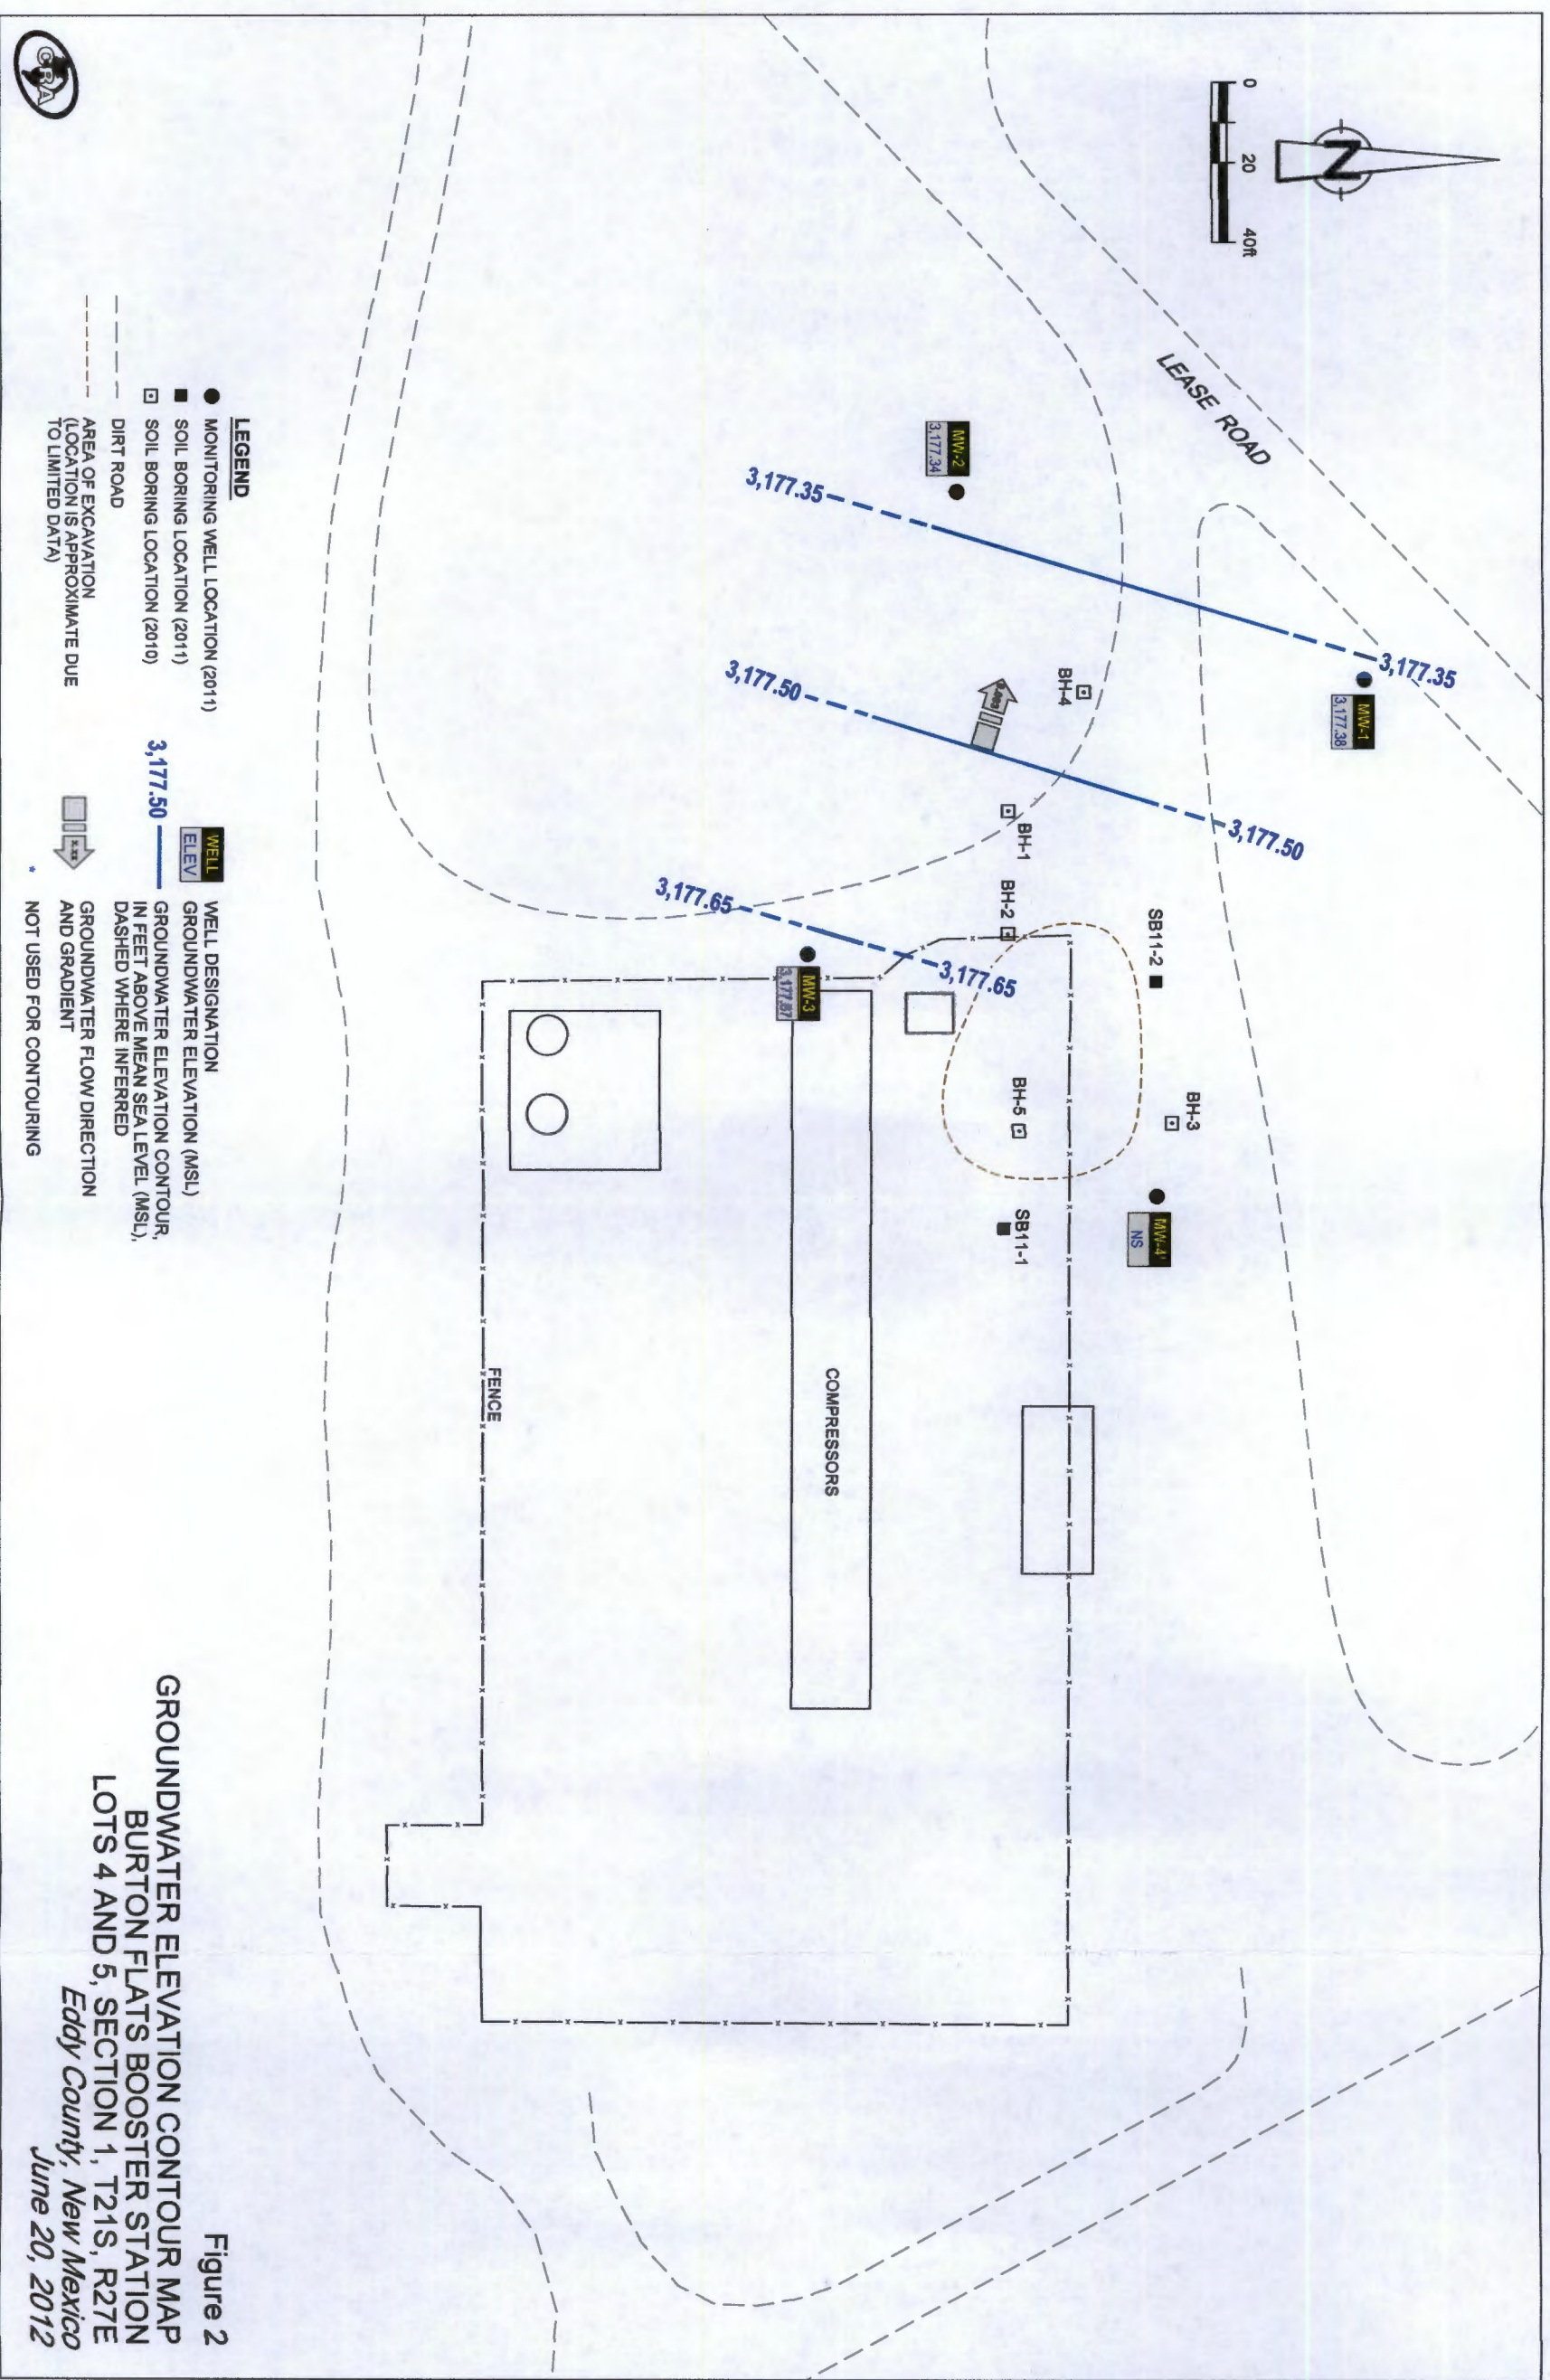 N
0 20 40ft
LEASE ROAD
3,177.35
MW-1
3,177.38
3,177.50
MW-2
3,177.34
3,177.35
BH-4
3,177.50
BH-1
BH-2
SB11-2
BH-3
MW-4*
NS
BH-5
SB11-1
3,177.65
3,177.65
MW-3
3,177.67
COMPRESSORS
FENCE
LEGEND
MONITORING WELL LOCATION (2011)
SOIL BORING LOCATION (2011)
SOIL BORING LOCATION (2010)
DIRT ROAD
AREA OF EXCAVATION
(LOCATION IS APPROXIMATE DUE
TO LIMITED DATA)
WELL
ELEV
WELL DESIGNATION
GROUNDWATER ELEVATION (MSL)
3,177.50
GROUNDWATER ELEVATION CONTOUR,
IN FEET ABOVE MEAN SEA LEVEL (MSL),
DASHED WHERE INFERRED
x.xx
GROUNDWATER FLOW DIRECTION
AND GRADIENT
* NOT USED FOR CONTOURING
CRA
Figure 2
GROUNDWATER ELEVATION CONTOUR MAP
BURTON FLATS BOOSTER STATION
LOTS 4 AND 5, SECTION 1, T21S, R27E
Eddy County, New Mexico
June 20, 2012